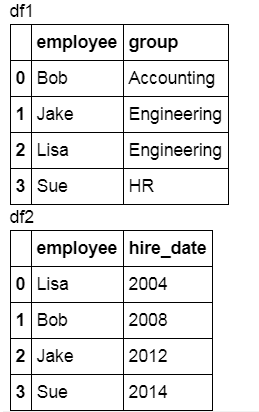 df1
employee group
0 Bob Accounting
1 Jake Engineering
2 Lisa Engineering
3 Sue HR
df2
employee hire_date
0 Lisa 2004
1 Bob 2008
2 Jake 2012
3 Sue 2014